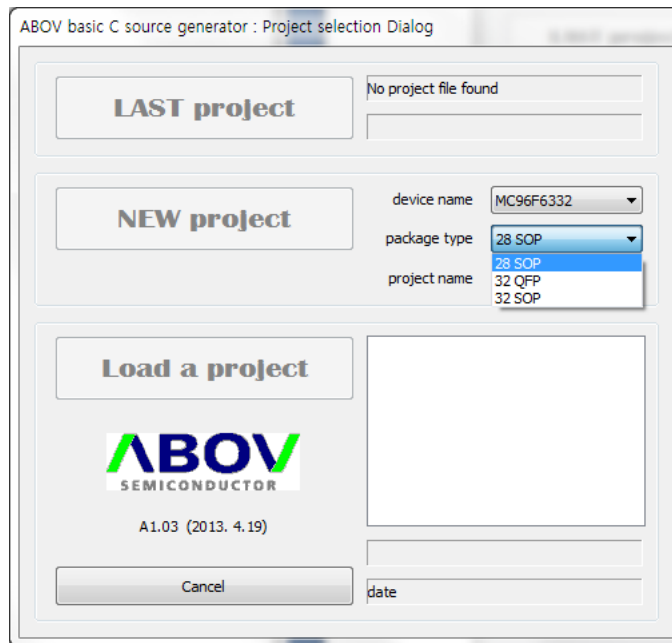 ABOV basic C source generator : Project selection Dialog
LAST project
No project file found
NEW project
device name
MC96F6332
package type
28 SOP
28 SOP
32 QFP
32 SOP
project name
Load a project
ABOV
SEMICONDUCTOR
A1.03 (2013. 4.19)
Cancel
date